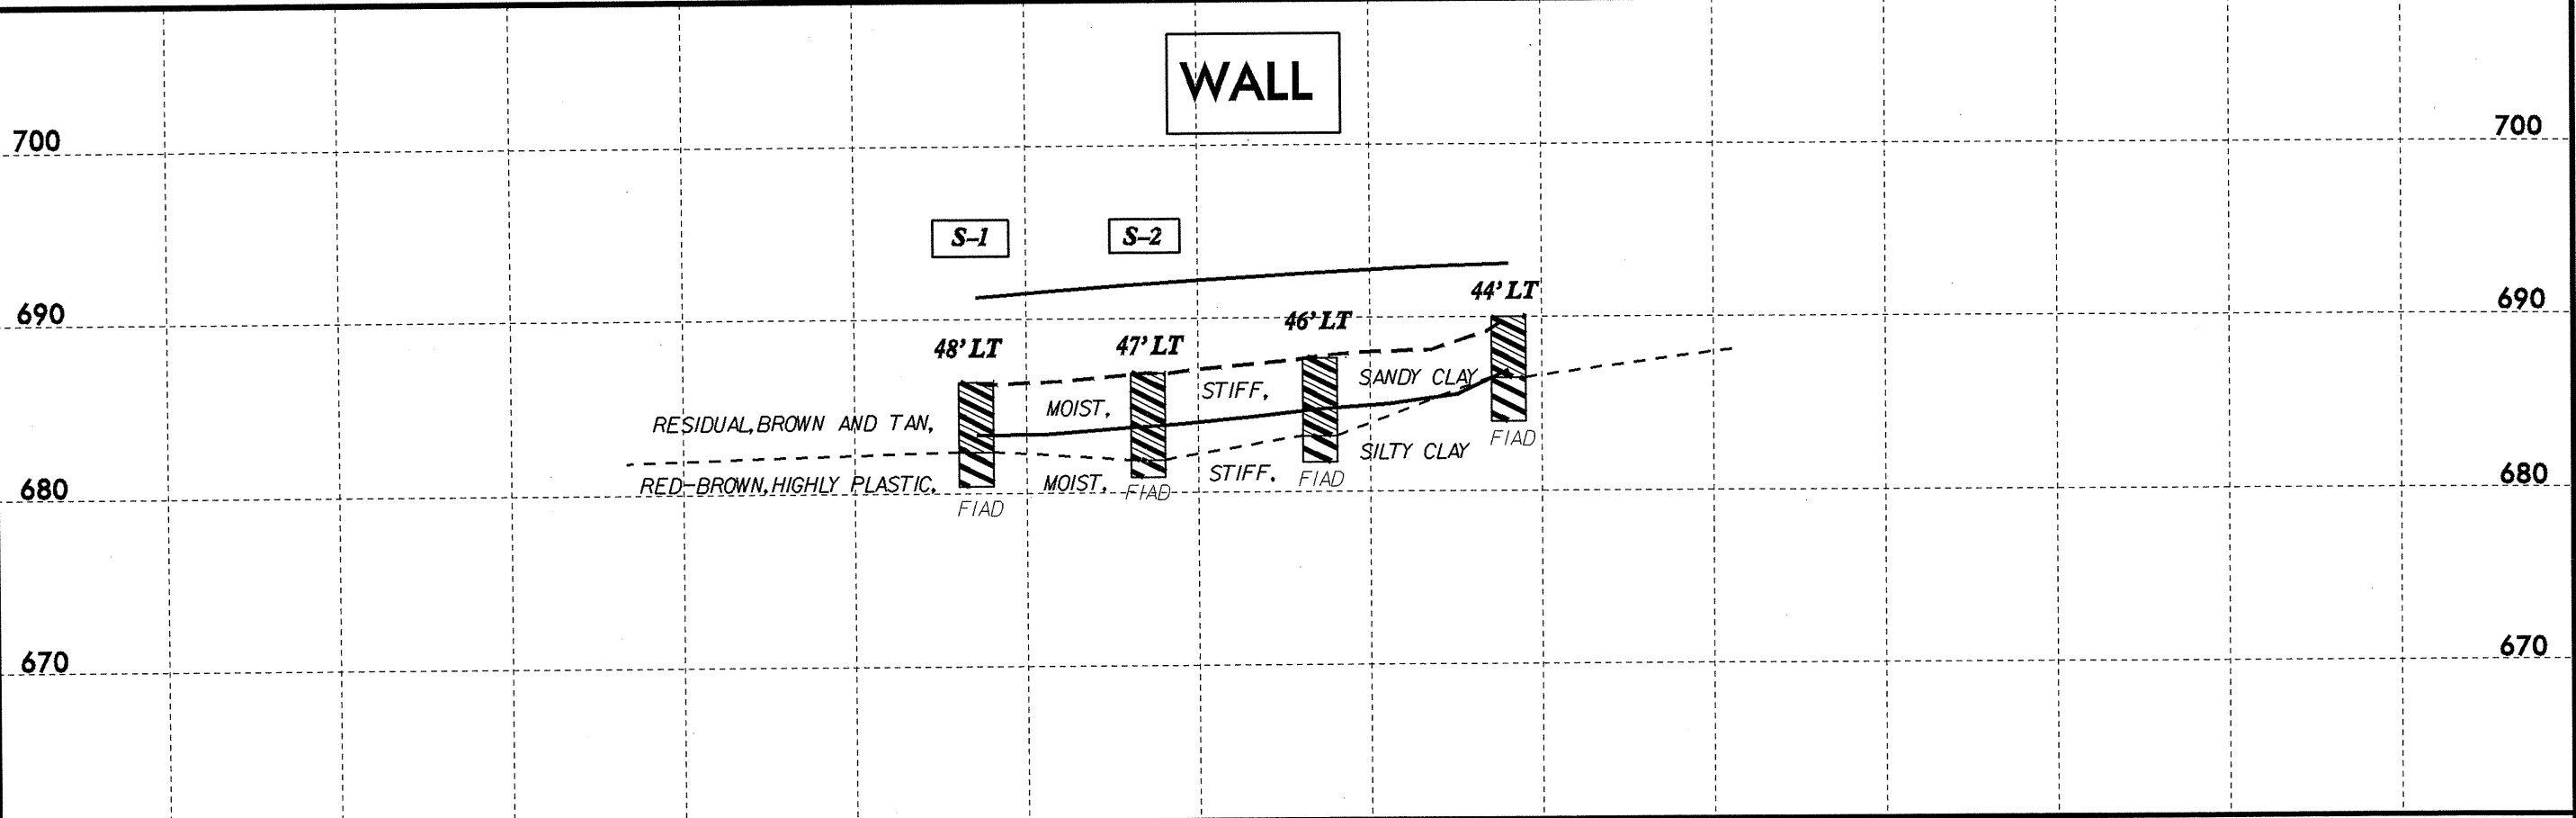 WALL
700 700
S-1 S-2
690 44' LT 690
46' LT
48' LT 47' LT
STIFF, SANDY CLAY
MOIST,
RESIDUAL, BROWN AND TAN,
FIAD
SILTY CLAY
RED-BROWN, HIGHLY PLASTIC, MOIST, STIFF, FIAD
680 FIAD 680
FIAD
670 670